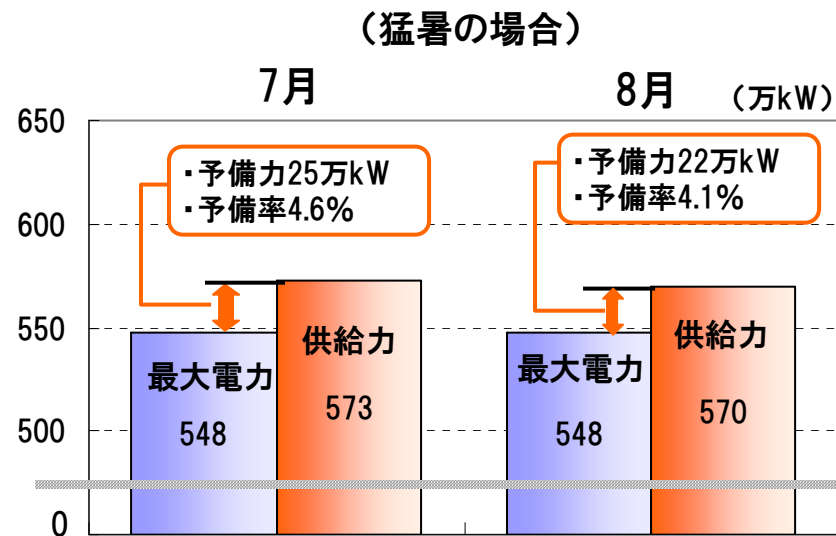 （猛暑の場合）
7月
8月
（万kW）
650
600
550
500
0
・予備力25万kW
・予備率4.6%
・予備力22万kW
・予備率4.1%
最大電力
548
供給力
573
最大電力
548
供給力
570